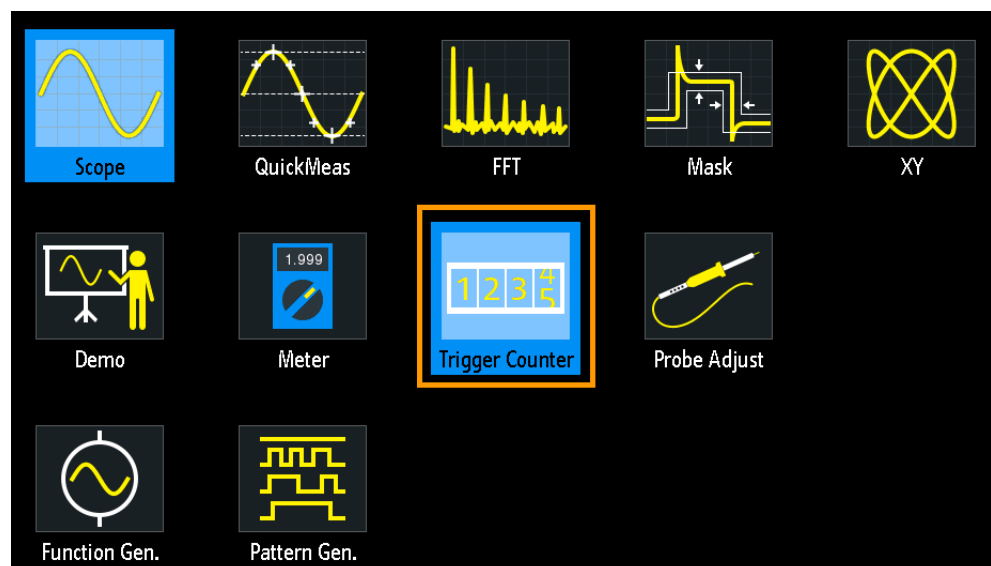 Scope
QuickMeas
FFT
Mask
XY
1.999
1 2 3 4
5
Demo
Meter
Trigger Counter
Probe Adjust
Function Gen.
Pattern Gen.